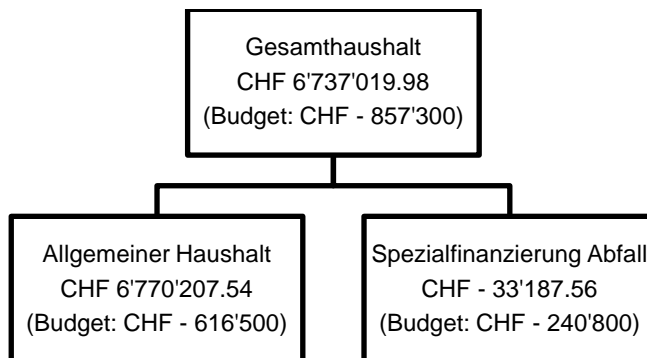 Gesamthaushalt
CHF 6'737'019.98
(Budget: CHF - 857'300)
Allgemeiner Haushalt
CHF 6'770'207.54
(Budget: CHF - 616'500)
Spezialfinanzierung Abfall
CHF - 33'187.56
(Budget: CHF - 240'800)